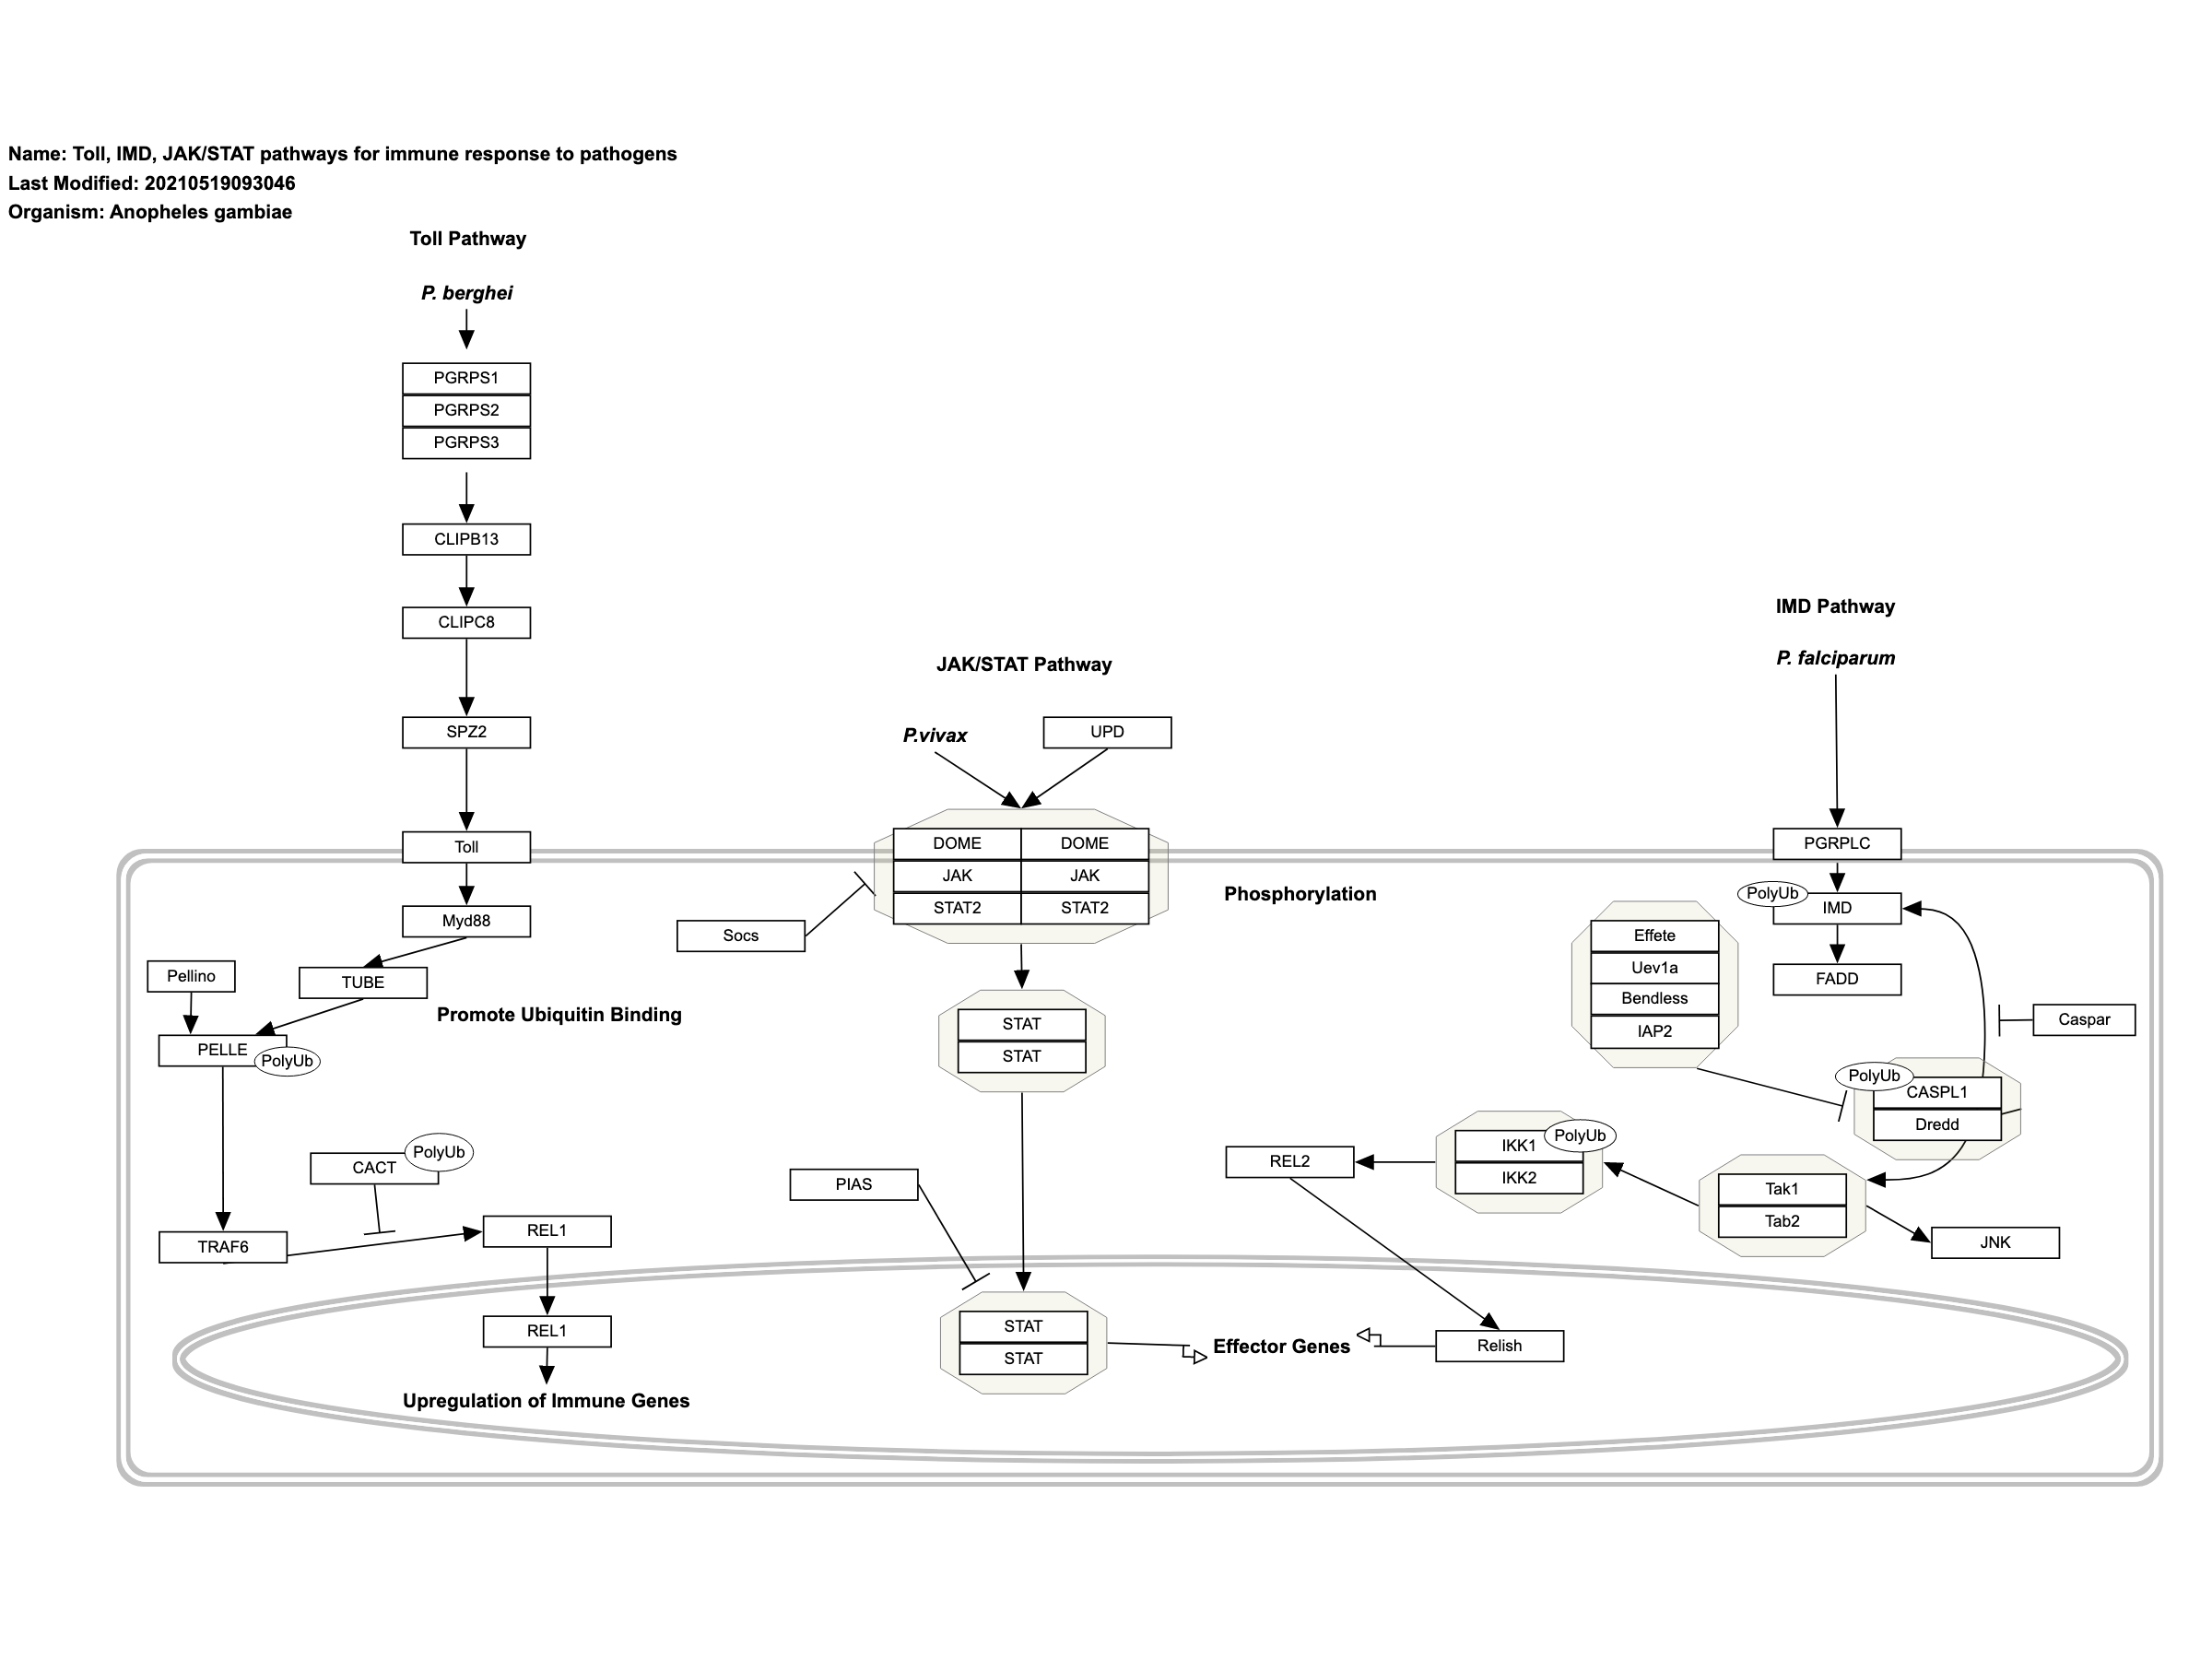 Name: Toll, IMD, JAK/STAT pathways for immune response to pathogens
Last Modified: 20210519093046
Organism: Anopheles gambiae
Toll Pathway
P. berghei
PGRPS1
PGRPS2
PGRPS3
CLIPB13
CLIPC8
SPZ2
Toll
Myd88
TUBE
Pellino
Promote Ubiquitin Binding
PELLE
PolyUb
CACT
PolyUb
TRAF6
REL1
REL1
Upregulation of Immune Genes
JAK/STAT Pathway
P.vivax
UPD
DOME
DOME
JAK
JAK
STAT2
STAT2
Socs
Phosphorylation
STAT
STAT
PIAS
STAT
STAT
Effector Genes
IMD Pathway
P. falciparum
PGRPLC
PolyUb
IMD
FADD
Effete
Uev1a
Bendless
IAP2
Caspar
PolyUb
CASPL1
Dredd
Tak1
Tab2
JNK
PolyUb
IKK1
IKK2
REL2
Relish